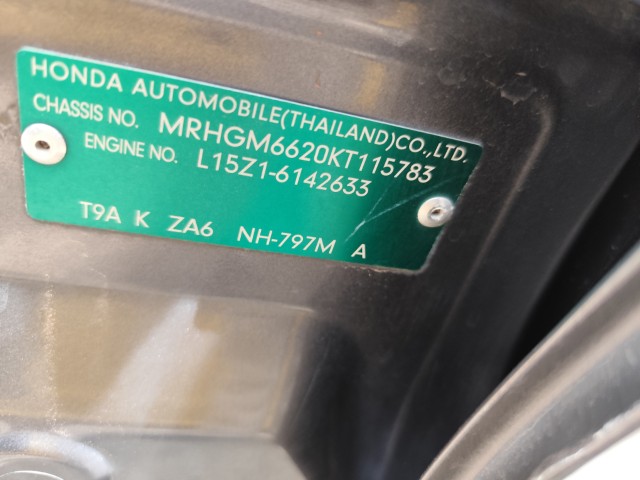 HONDA AUTOMOBILE(THAILAND)CO.,LTD.
CHASSIS NO. MRHGM6620KT115783
ENGINE NO. L15Z1-6142633
T9A K ZA6 NH-797M A